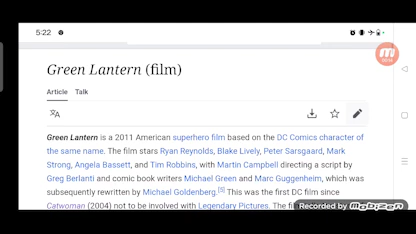 5:22
Green Lantern (film)
Article Talk
Green Lantern is a 2011 American superhero film based on the DC Comics character of
the same name. The film stars Ryan Reynolds, Blake Lively, Peter Sarsgaard, Mark
Strong, Angela Bassett, and Tim Robbins, with Martin Campbell directing a script by
Greg Berlanti and comic book writers Michael Green and Marc Guggenheim, which was
subsequently rewritten by Michael Goldenberg.[5] This was the first DC film since
Catwoman (2004) not to be involved with Legendary Pictures. The
Recorded by Mobizen